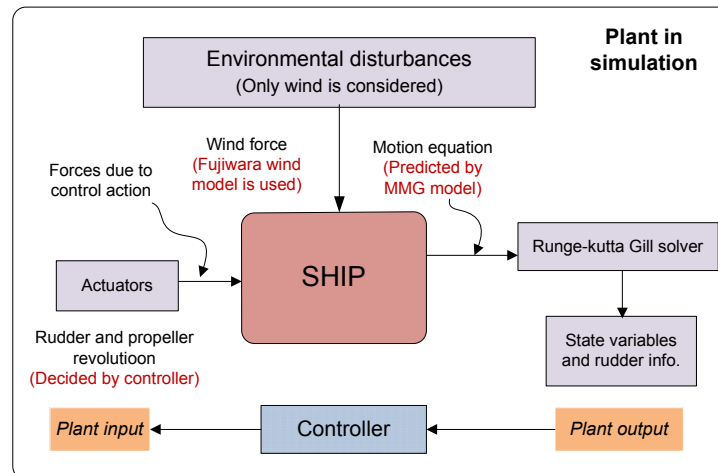 Plant in
simulation
Environmental disturbances
(Only wind is considered)
Wind force
(Fujiwara wind
model is used)
Motion equation
(Predicted by
MMG model)
Forces due to
control action
SHIP
Runge-kutta Gill solver
Actuators
State variables
and rudder info.
Rudder and propeller
revolutioon
(Decided by controller)
Plant input
Controller
Plant output